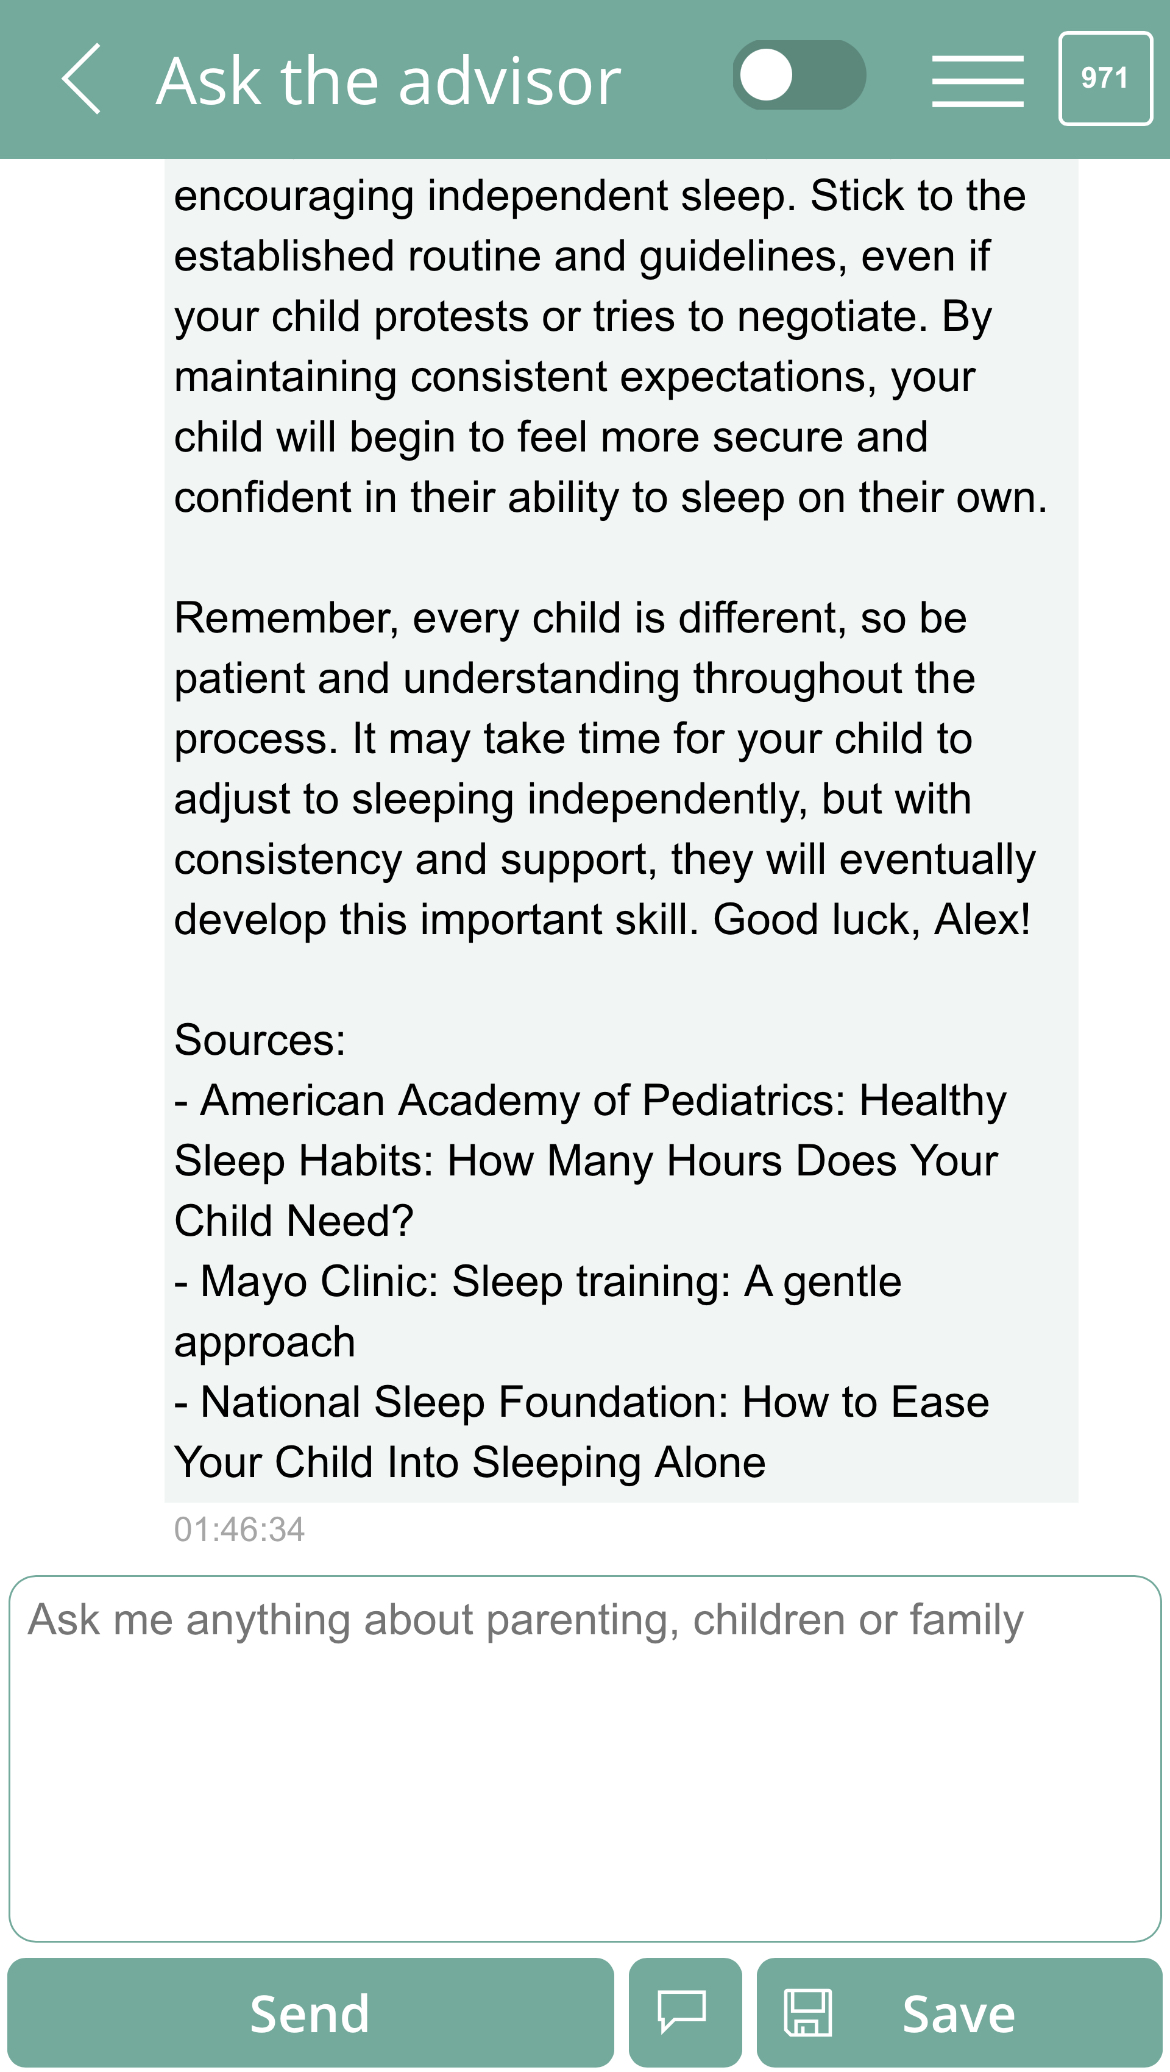 Ask the advisor
971
encouraging independent sleep. Stick to the
established routine and guidelines, even if
your child protests or tries to negotiate. By
maintaining consistent expectations, your
child will begin to feel more secure and
confident in their ability to sleep on their own.
Remember, every child is different, so be
patient and understanding throughout the
process. It may take time for your child to
adjust to sleeping independently, but with
consistency and support, they will eventually
develop this important skill. Good luck, Alex!
Sources:
- American Academy of Pediatrics: Healthy
Sleep Habits: How Many Hours Does Your
Child Need?
- Mayo Clinic: Sleep training: A gentle
approach
- National Sleep Foundation: How to Ease
Your Child Into Sleeping Alone
01:46:34
Ask me anything about parenting, children or family
Send
Save